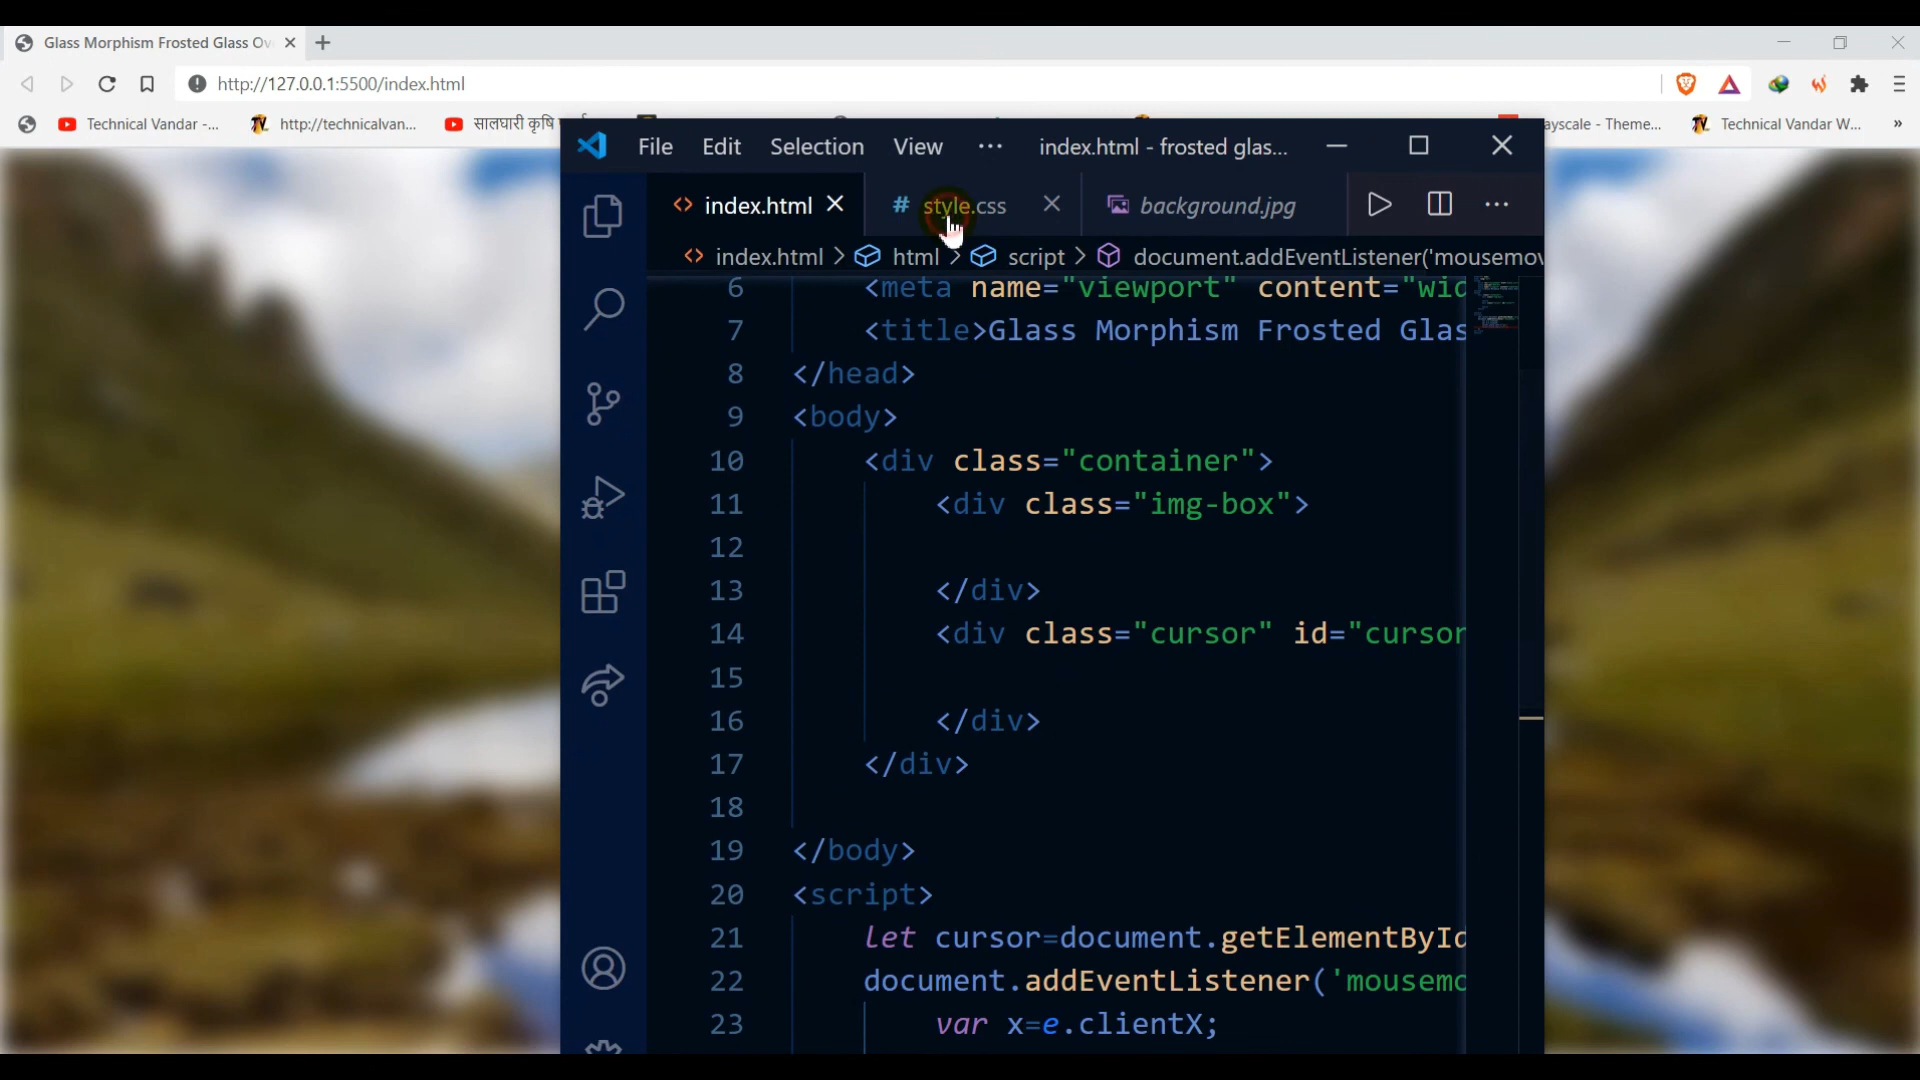 Glass Morphism Frosted Glass Ov
http://127.0.0.1:5500/index.html
Technical Vandar -... http://technicalvan... सालघारी कृषि ayscale - Theme... Technical Vandar W... »
File Edit Selection View ··· index.html - frosted glas...
<> index.html # style.css background.jpg ···
<> index.html > html > script > document.addEventListener('mousemov
6 <meta name="viewport" content="wid
7 <title>Glass Morphism Frosted Glas
8 </head>
9 <body>
10 <div class="container">
11 <div class="img-box">
12
13 </div>
14 <div class="cursor" id="cursor
15
16 </div>
17 </div>
18
19 </body>
20 <script>
21 let cursor=document.getElementById
22 document.addEventListener('mousemo
23 var x=e.clientX;